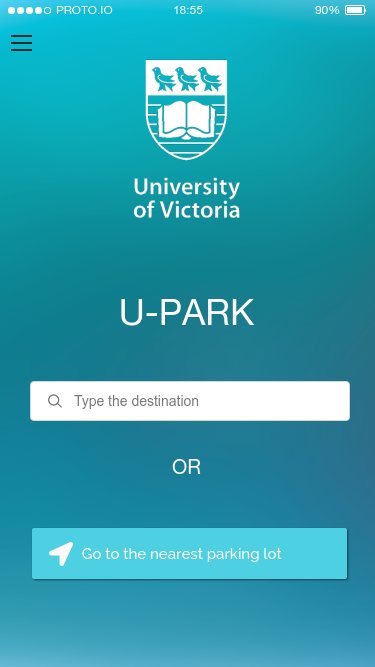 PROTO.IO 18:55 90%
University
of Victoria
U-PARK
Type the destination
OR
Go to the nearest parking lot